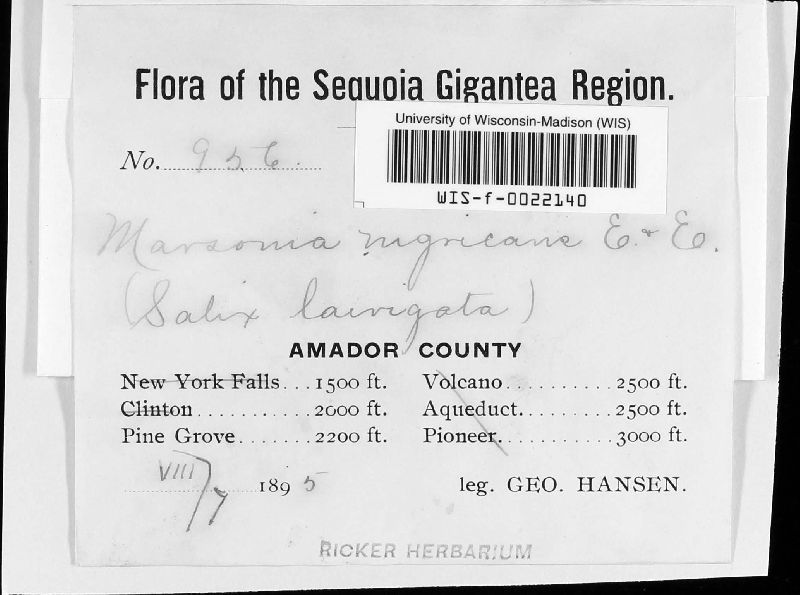 Flora of the Sequoia Gigantea Region.
University of Wisconsin-Madison (WIS)
WIS-f-0022140
No. 956.
Marsonia nigricans E. & E.
(Salix laevigata)
AMADOR COUNTY
New York Falls... 1500 ft. Volcano.......... 2500 ft.
Clinton........... 2000 ft. Aqueduct......... 2500 ft.
Pine Grove....... 2200 ft. Pioneer........... 3000 ft.
VIII/7 1895 leg. GEO. HANSEN.
RICKER HERBARIUM